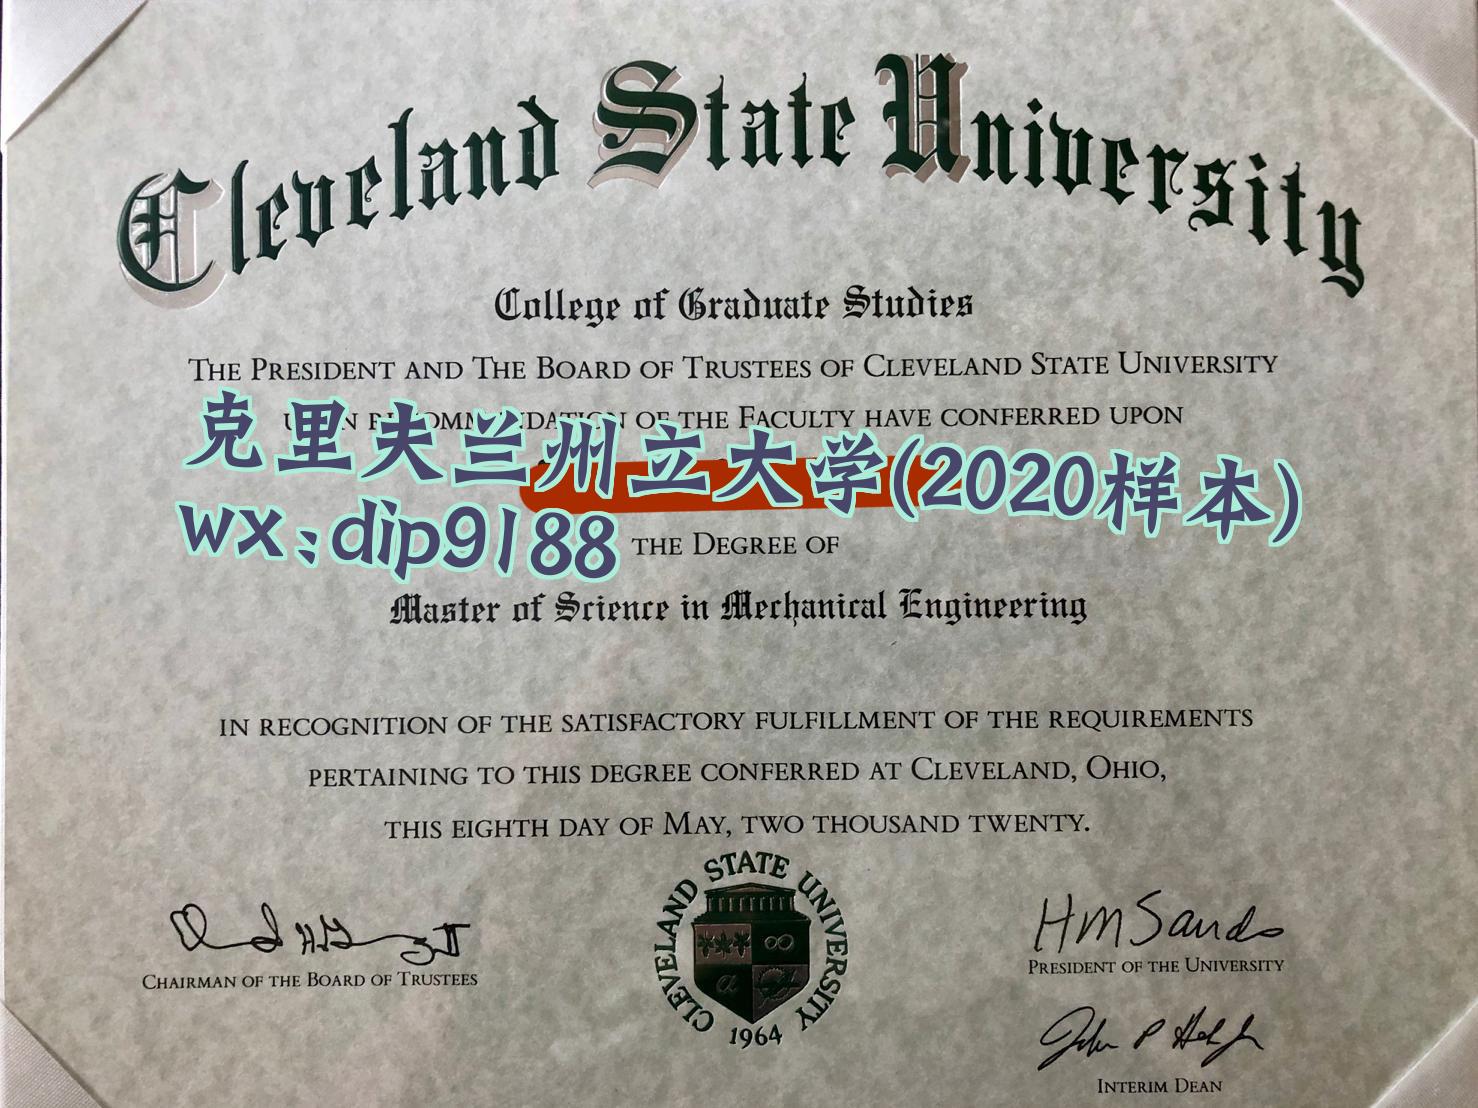 Cleveland State University
College of Graduate Studies
THE PRESIDENT AND THE BOARD OF TRUSTEES OF CLEVELAND STATE UNIVERSITY
OF THE FACULTY HAVE CONFERRED UPON
克里夫兰州立大学(2020样本)
wx:dip9188
THE DEGREE OF
Master of Science in Mechanical Engineering
IN RECOGNITION OF THE SATISFACTORY FULFILLMENT OF THE REQUIREMENTS
PERTAINING TO THIS DEGREE CONFERRED AT CLEVELAND, OHIO,
THIS EIGHTH DAY OF MAY, TWO THOUSAND TWENTY.
CLEVELAND STATE UNIVERSITY
1964
CHAIRMAN OF THE BOARD OF TRUSTEES
HM Sands
PRESIDENT OF THE UNIVERSITY
INTERIM DEAN